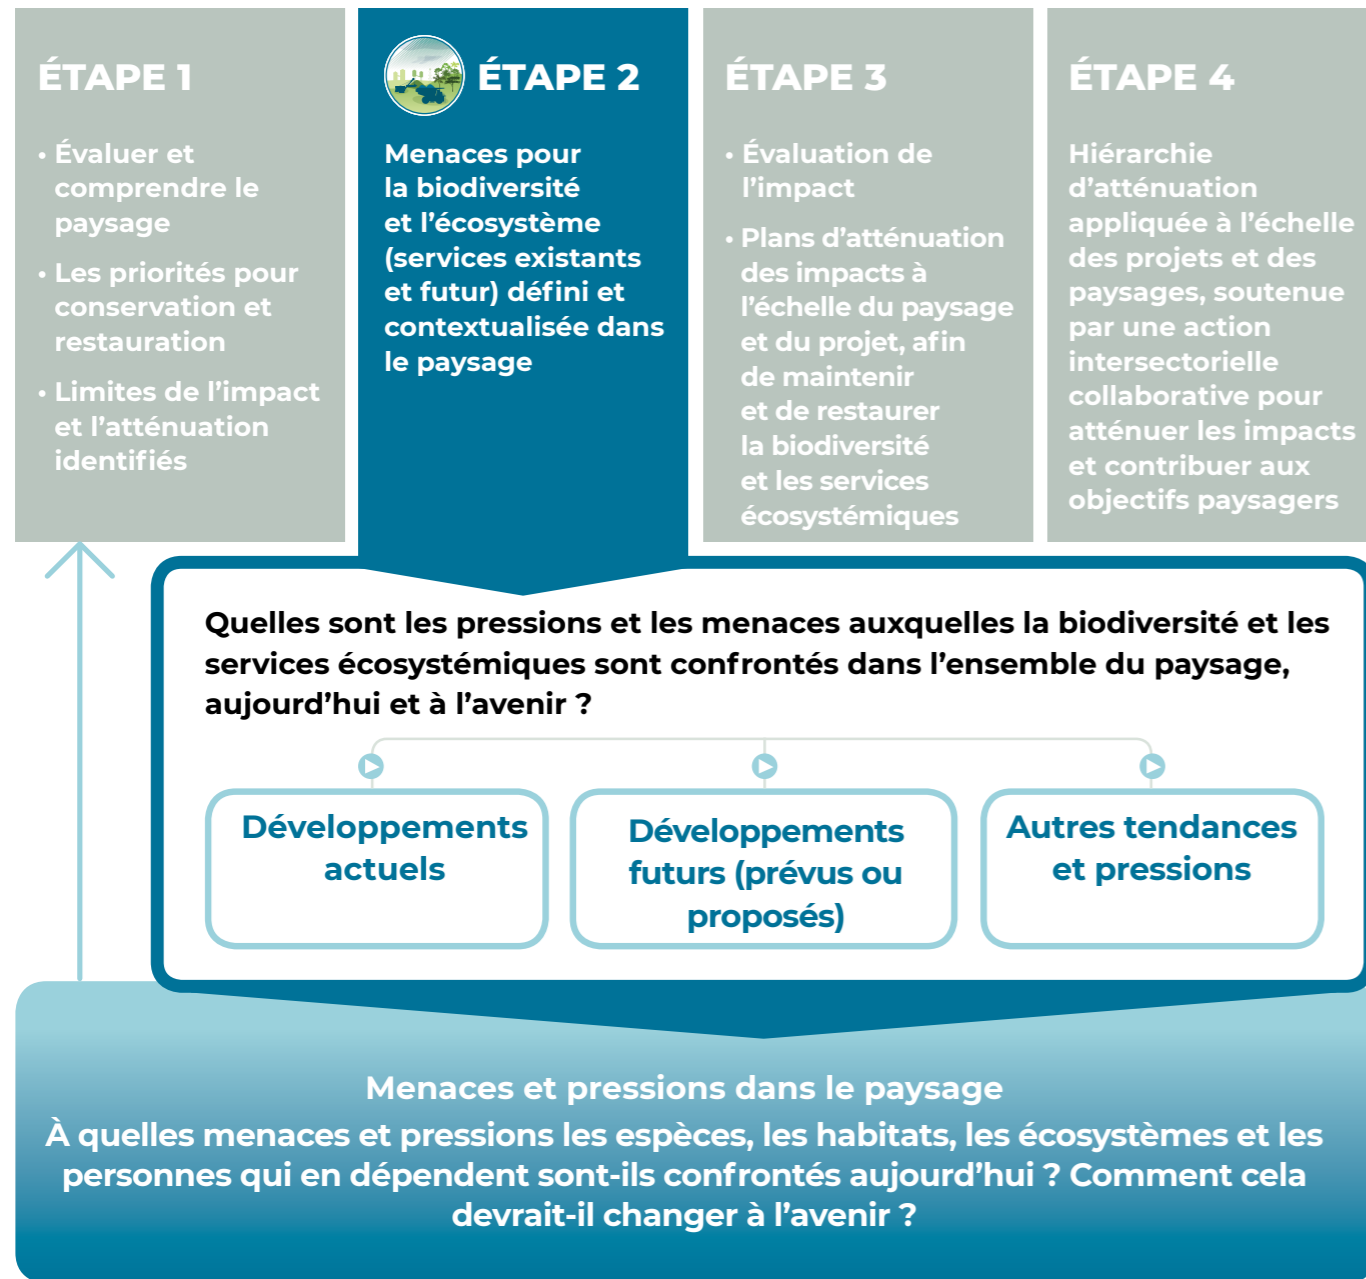 ÉTAPE 1
• Évaluer et
comprendre le
paysage
• Les priorités pour
conservation et
restauration
• Limites de l’impact
et l’atténuation
identifiés
ÉTAPE 2
Menaces pour
la biodiversité
et l’écosystème
(services existants
et futur) défini et
contextualisée dans
le paysage
ÉTAPE 3
• Évaluation de
l’impact
• Plans d’atténuation
des impacts à
l’échelle du paysage
et du projet, afin
de maintenir
et de restaurer
la biodiversité
et les services
écosystémiques
ÉTAPE 4
Hiérarchie
d’atténuation
appliquée à l’échelle
des projets et des
paysages, soutenue
par une action
intersectorielle
collaborative pour
atténuer les impacts
et contribuer aux
objectifs paysagers
Quelles sont les pressions et les menaces auxquelles la biodiversité et les
services écosystémiques sont confrontés dans l’ensemble du paysage,
aujourd’hui et à l’avenir ?
Développements
actuels
Développements
futurs (prévus ou
proposés)
Autres tendances
et pressions
Menaces et pressions dans le paysage
À quelles menaces et pressions les espèces, les habitats, les écosystèmes et les
personnes qui en dépendent sont-ils confrontés aujourd’hui ? Comment cela
devrait-il changer à l’avenir ?